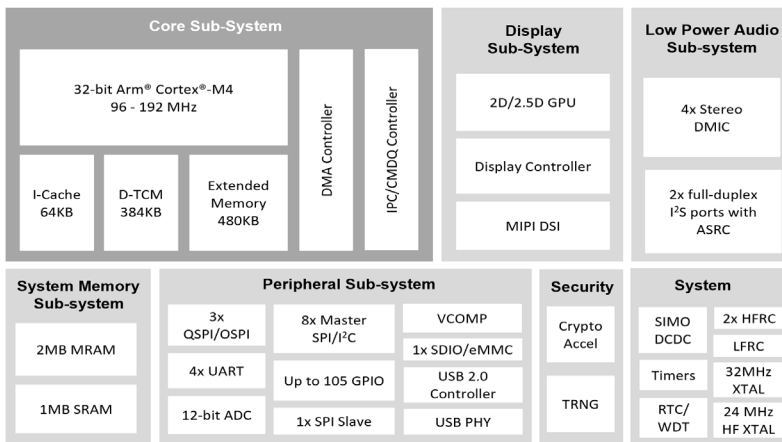 Core Sub-System
32-bit Arm® Cortex®-M4
96 - 192 MHz
I-Cache
64KB
D-TCM
384KB
Extended
Memory
480KB
DMA Controller
IPC/CMDQ Controller
Display
Sub-System
2D/2.5D GPU
Display Controller
MIPI DSI
Low Power Audio
Sub-system
4x Stereo
DMIC
2x full-duplex
I²S ports with
ASRC
System Memory
Sub-system
2MB MRAM
1MB SRAM
Peripheral Sub-system
3x
QSPI/OSPI
4x UART
12-bit ADC
8x Master
SPI/I²C
Up to 105 GPIO
1x SPI Slave
VCOMP
1x SDIO/eMMC
USB 2.0
Controller
USB PHY
Security
Crypto
Accel
TRNG
System
SIMO
DCDC
Timers
RTC/
WDT
2x HFRC
LFRC
32MHz
XTAL
24 MHz
HF XTAL